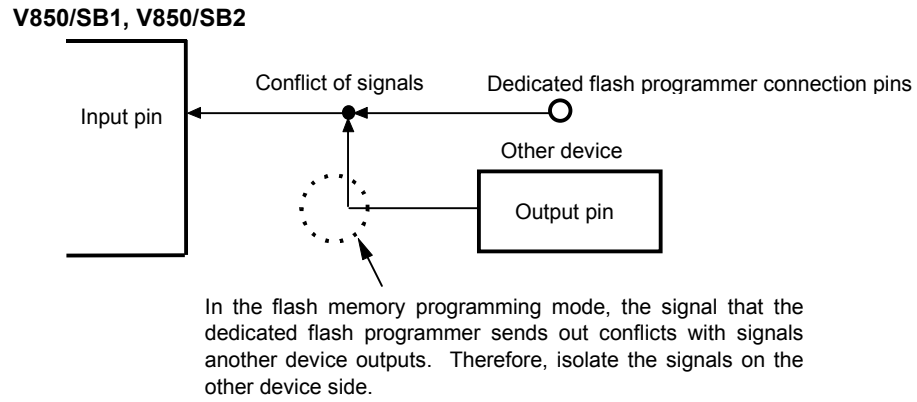 V850/SB1, V850/SB2
Conflict of signals
Dedicated flash programmer connection pins
Input pin
Other device
Output pin
In the flash memory programming mode, the signal that the
dedicated flash programmer sends out conflicts with signals
another device outputs. Therefore, isolate the signals on the
other device side.